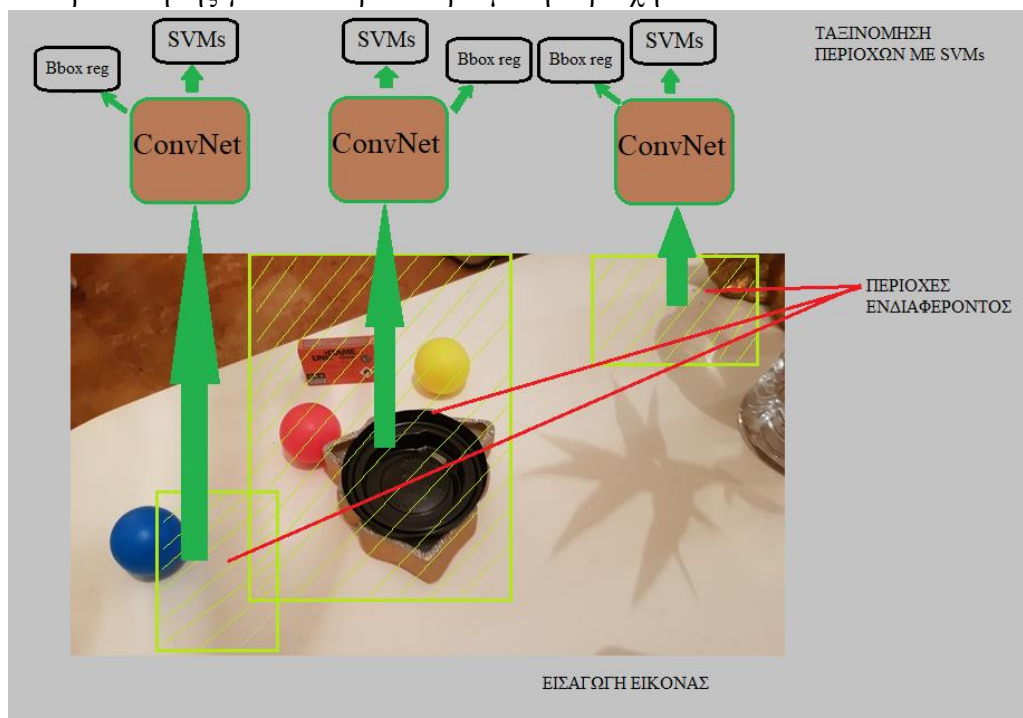 SVMs
SVMs
SVMs
ΤΑΞΙΝΟΜΗΣΗ
ΠΕΡΙΟΧΩΝ ΜΕ SVMs
Bbox reg
Bbox reg
Bbox reg
ConvNet
ConvNet
ConvNet
ΠΕΡΙΟΧΕΣ
ΕΝΔΙΑΦΕΡΟΝΤΟΣ
ΕΙΣΑΓΩΓΗ ΕΙΚΟΝΑΣ